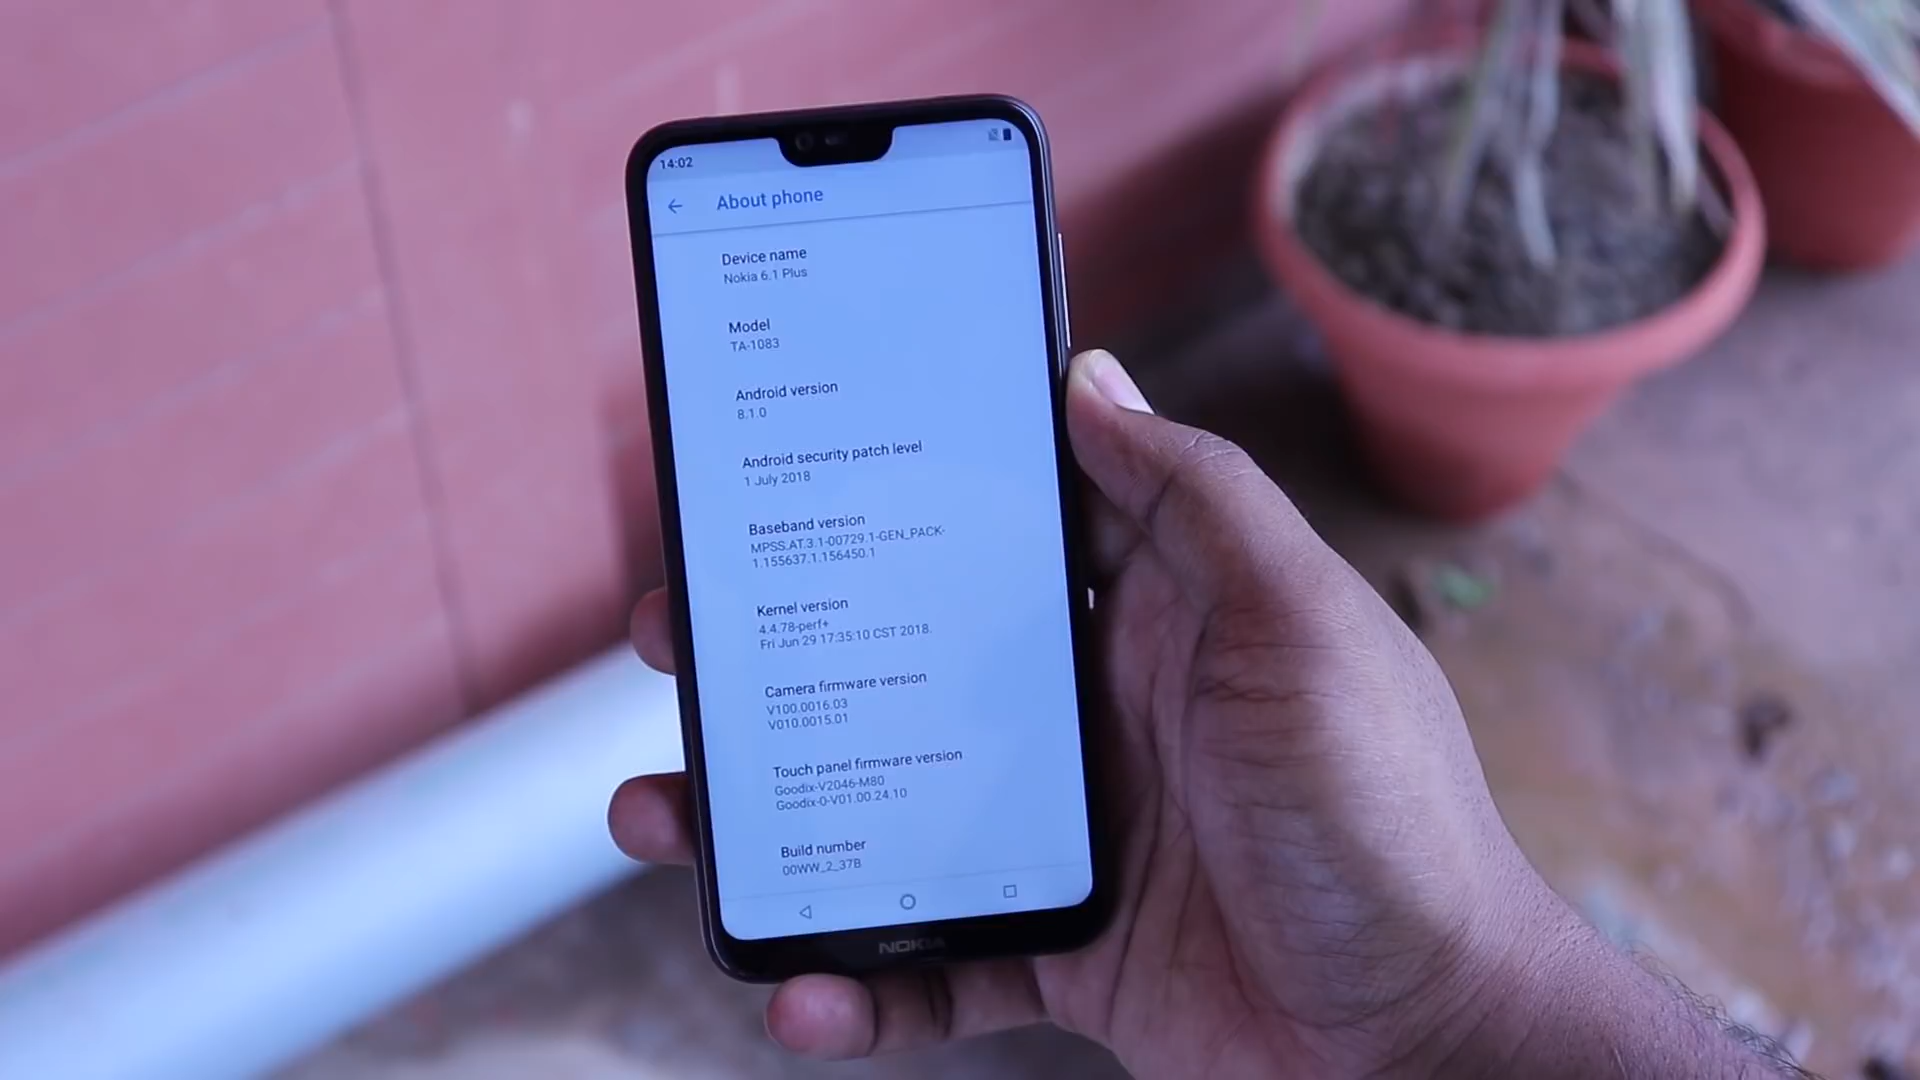 14:02
About phone
Device name
Nokia 6.1 Plus
Model
TA-1083
Android version
8.1.0
Android security patch level
1 July 2018
Baseband version
MPSS.AT.3.1-00729.1-GEN_PACK-
1.155637.1.156450.1
Kernel version
4.4.78-perf+
Fri Jun 29 17:35:10 CST 2018.
Camera firmware version
V100.0016.03
V010.0015.01
Touch panel firmware version
Goodix-V2046-M80
Goodix-0-V01.00.24.10
Build number
00WW_2_37B
NOKIA